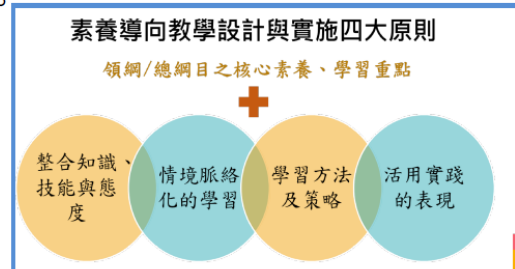 素養導向教學設計與實施四大原則
領綱/總綱目之核心素養、學習重點
整合知識、
技能與態
度
情境脈絡
化的學習
學習方法
及策略
活用實踐
的表現